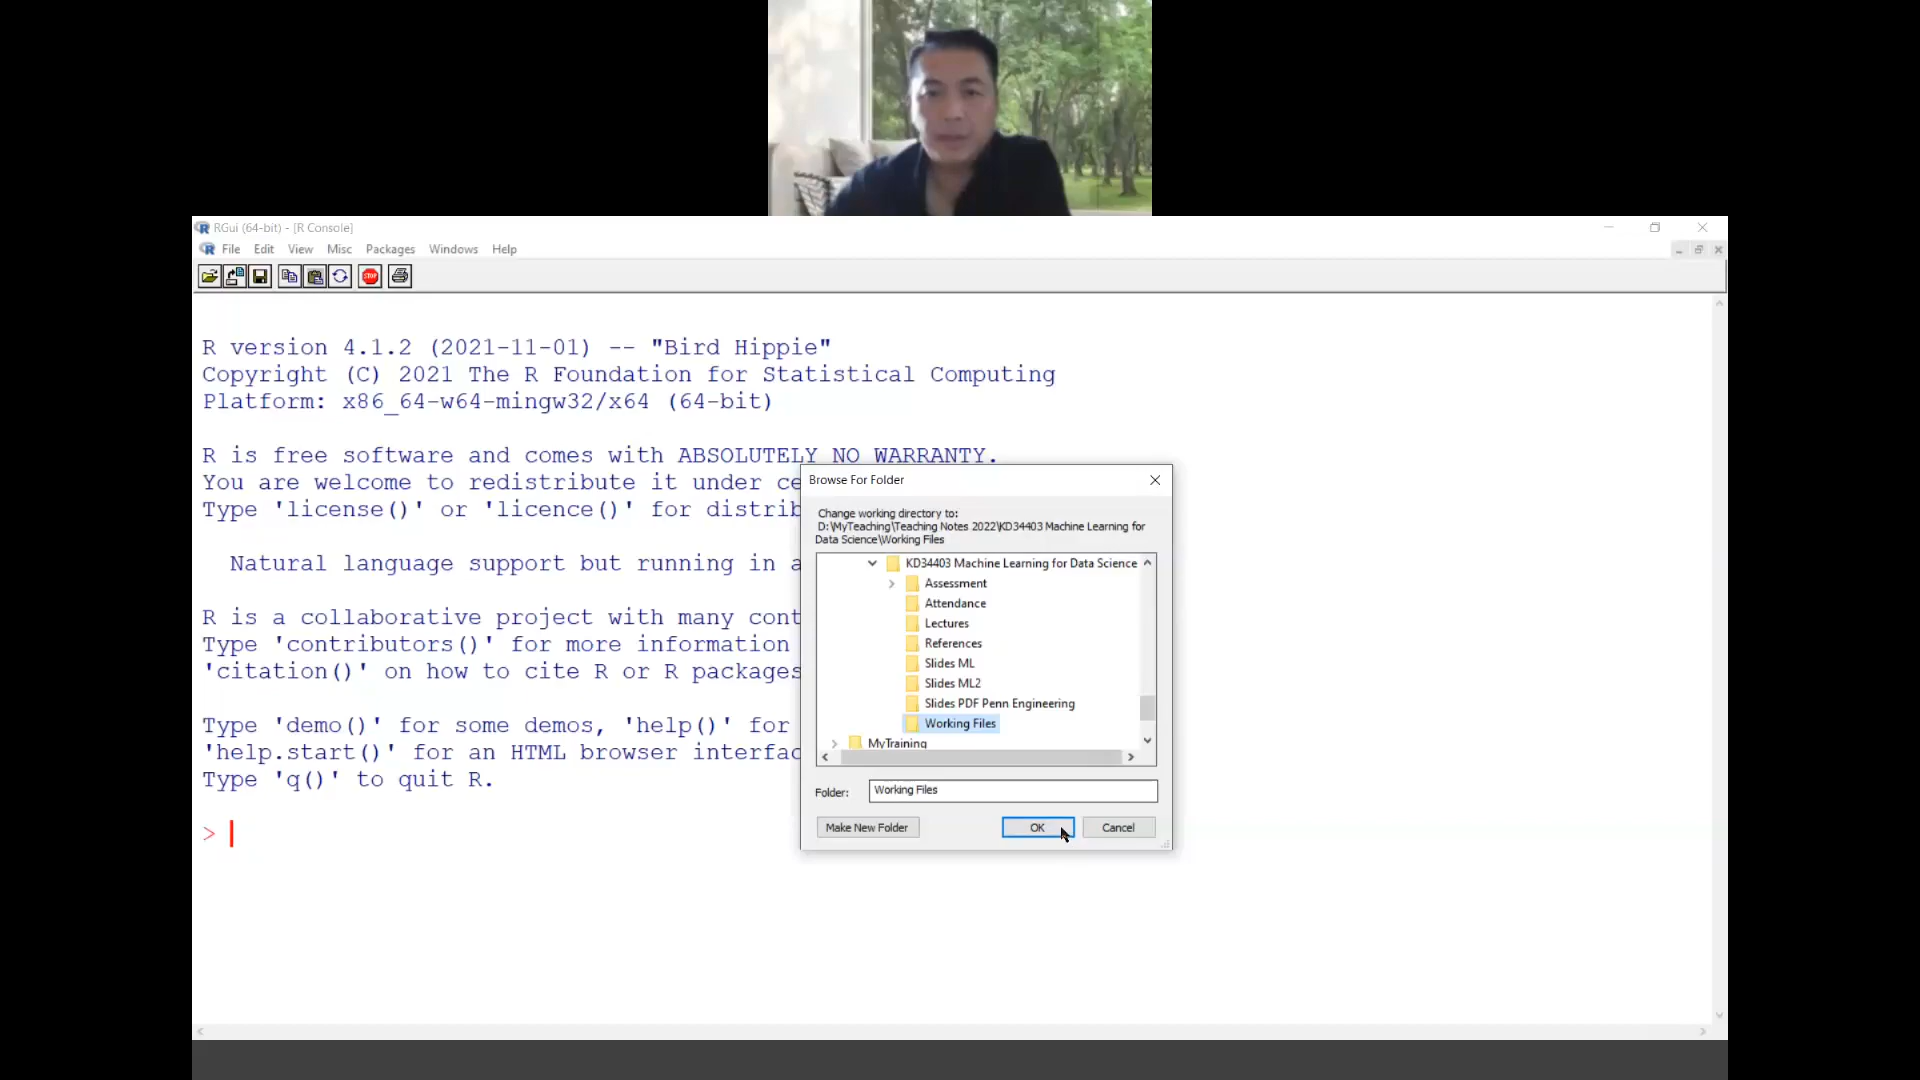 RGui (64-bit) - [R Console]
File Edit View Misc Packages Windows Help
STOP
R version 4.1.2 (2021-11-01) -- "Bird Hippie"
Copyright (C) 2021 The R Foundation for Statistical Computing
Platform: x86_64-w64-mingw32/x64 (64-bit)
R is free software and comes with ABSOLUTELY NO WARRANTY.
You are welcome to redistribute it under ce
Type 'license()' or 'licence()' for distrib
Natural language support but running in a
R is a collaborative project with many cont
Type 'contributors()' for more information
'citation()' on how to cite R or R packages
Type 'demo()' for some demos, 'help()' for
'help.start()' for an HTML browser interfac
Type 'q()' to quit R.
>
Browse For Folder
Change working directory to:
D:\MyTeaching\Teaching Notes 2022\KD34403 Machine Learning for
Data Science\Working Files
KD34403 Machine Learning for Data Science
Assessment
Attendance
Lectures
References
Slides ML
Slides ML2
Slides PDF Penn Engineering
Working Files
MyTraining
Folder: Working Files
Make New Folder OK Cancel